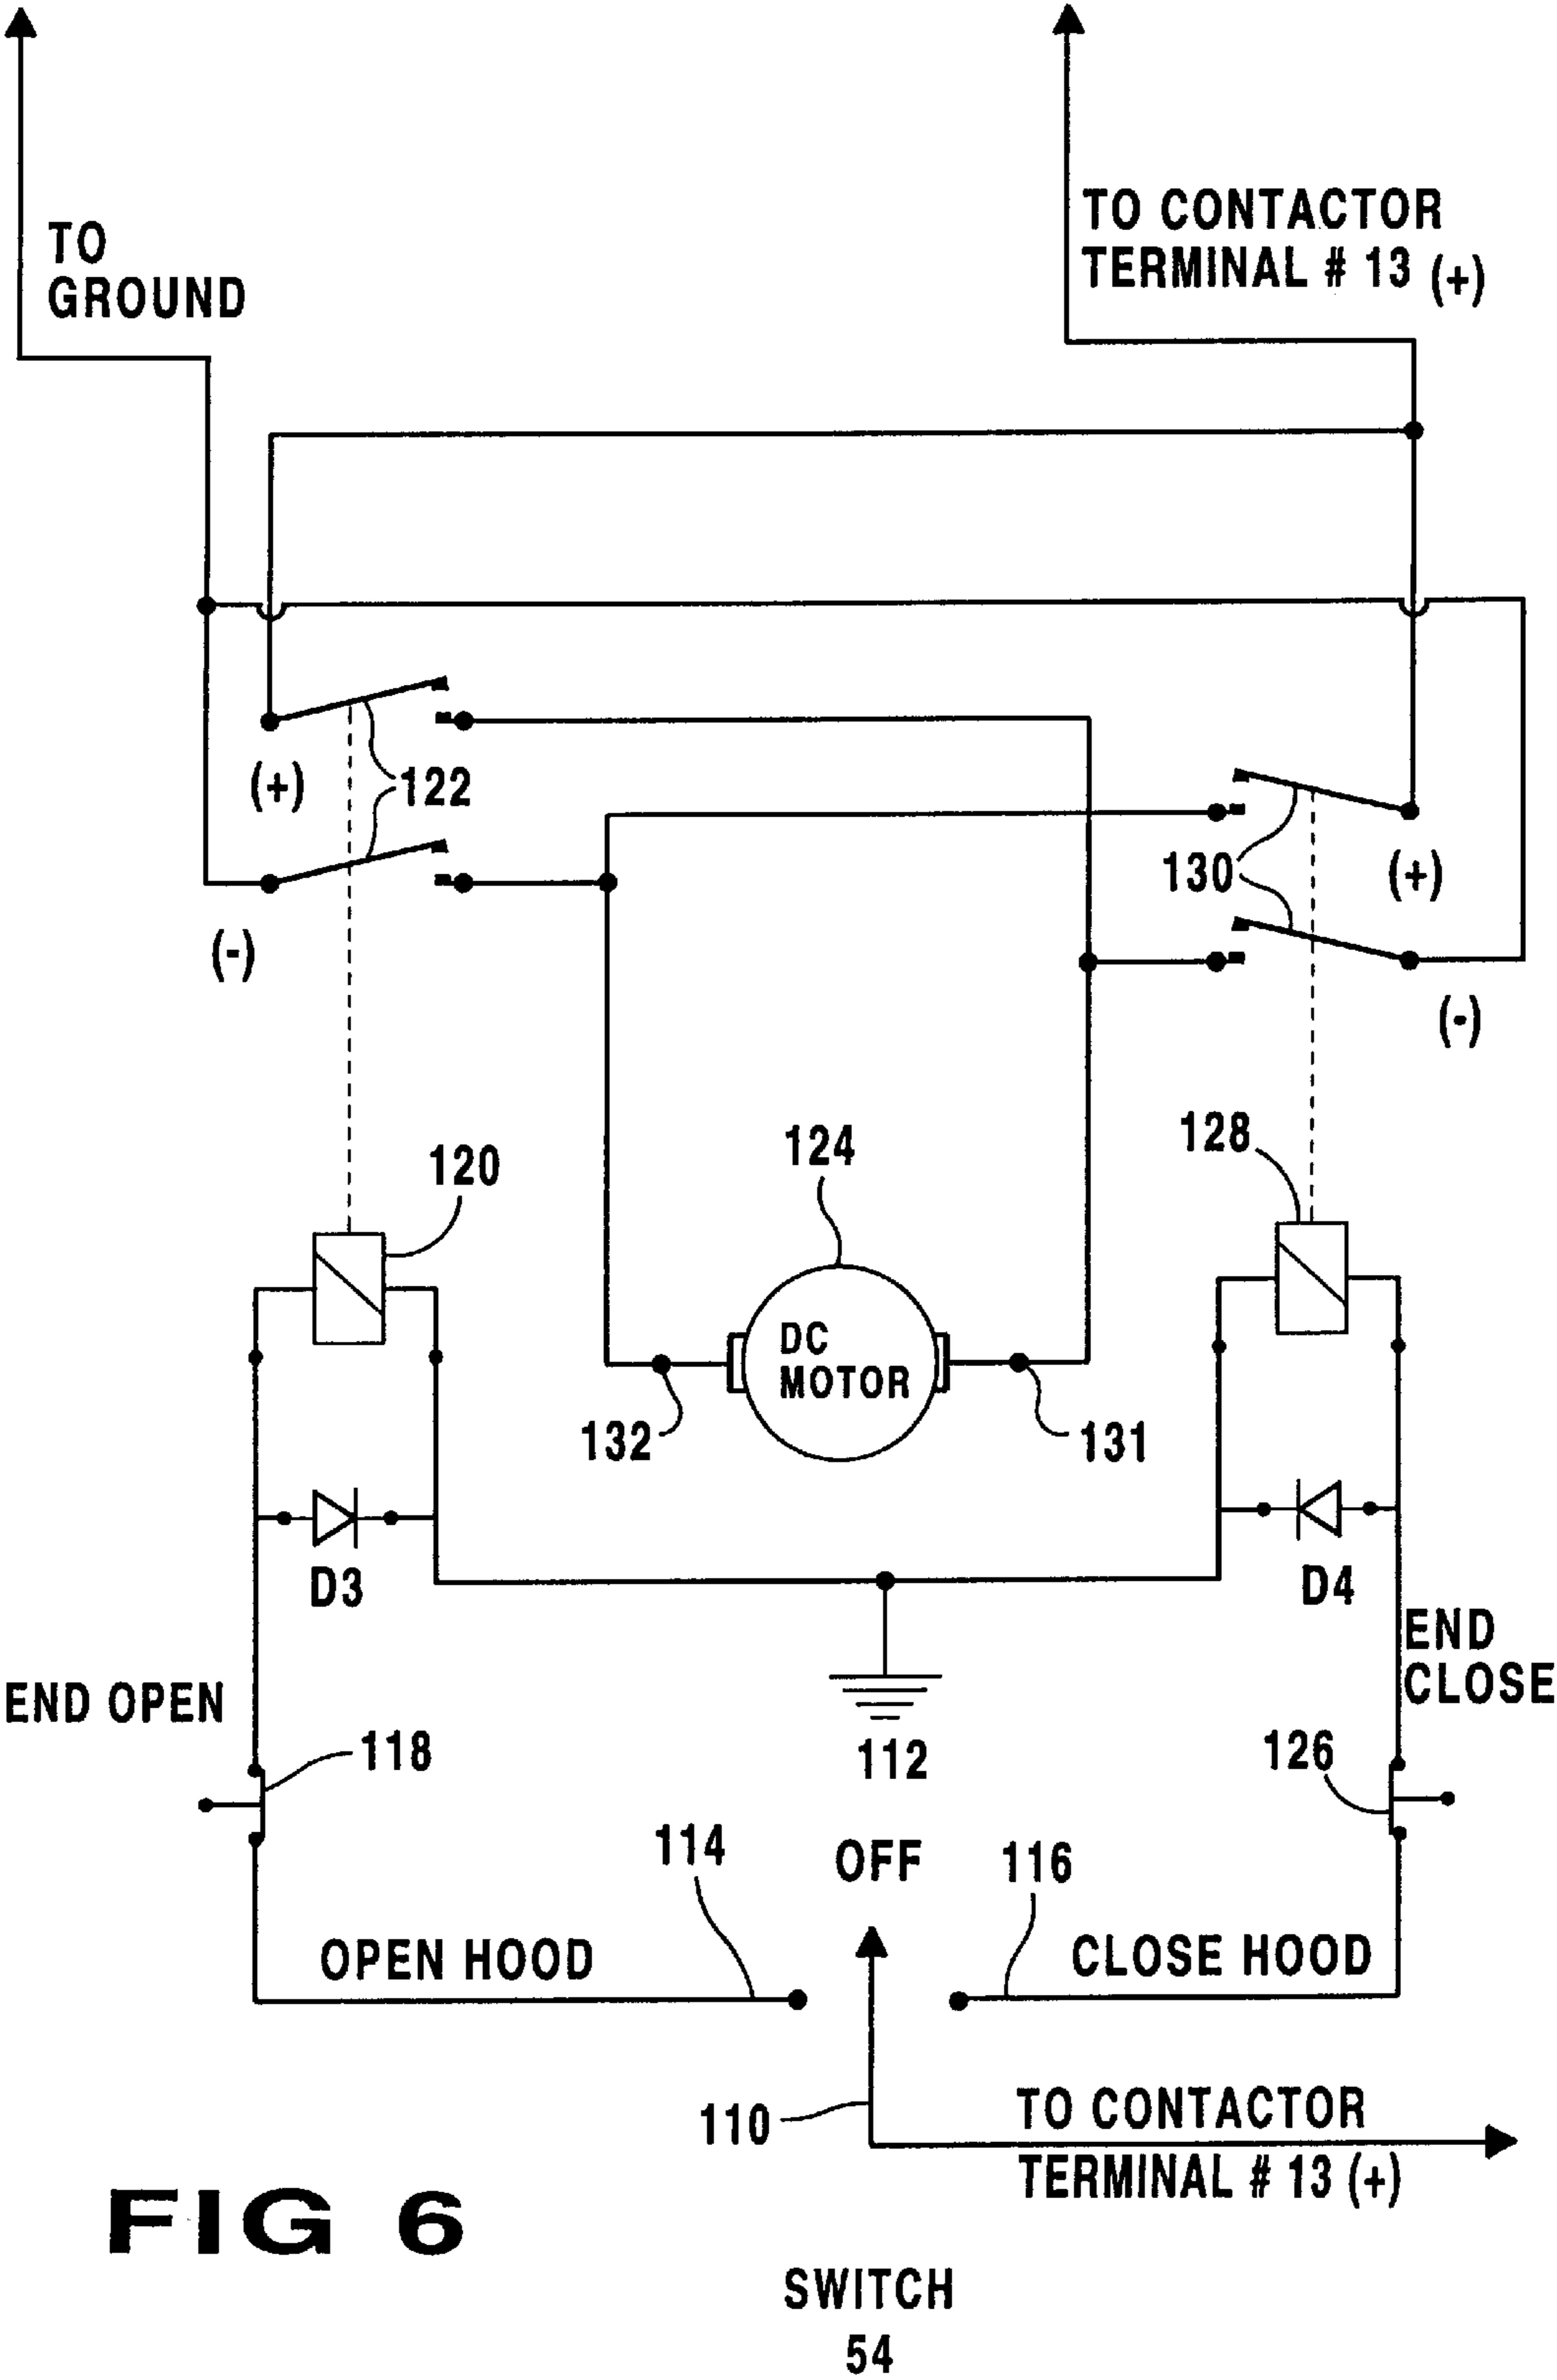 TO
GROUND
TO CONTACTOR
TERMINAL # 13 (+)
(+)
122
(-)
130
(+)
(-)
128
124
120
DC
MOTOR
132
131
D3
D4
END
CLOSE
END OPEN
118
112
126
114
OFF
116
OPEN HOOD
CLOSE HOOD
110
TO CONTACTOR
TERMINAL # 13 (+)
FIG 6
SWITCH
54